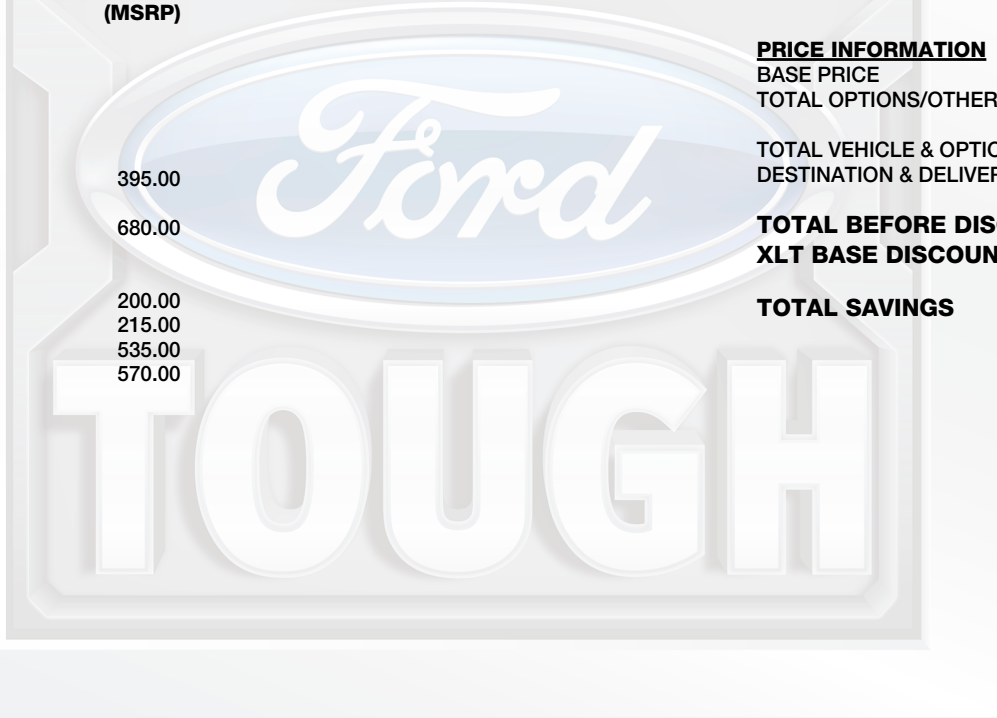 (MSRP)
395.00
680.00
200.00
215.00
535.00
570.00
PRICE INFORMATION
BASE PRICE
TOTAL OPTIONS/OTHER
TOTAL VEHICLE & OPTIO
DESTINATION & DELIVER
TOTAL BEFORE DIS
XLT BASE DISCOUN
TOTAL SAVINGS
Ford
TOUGH